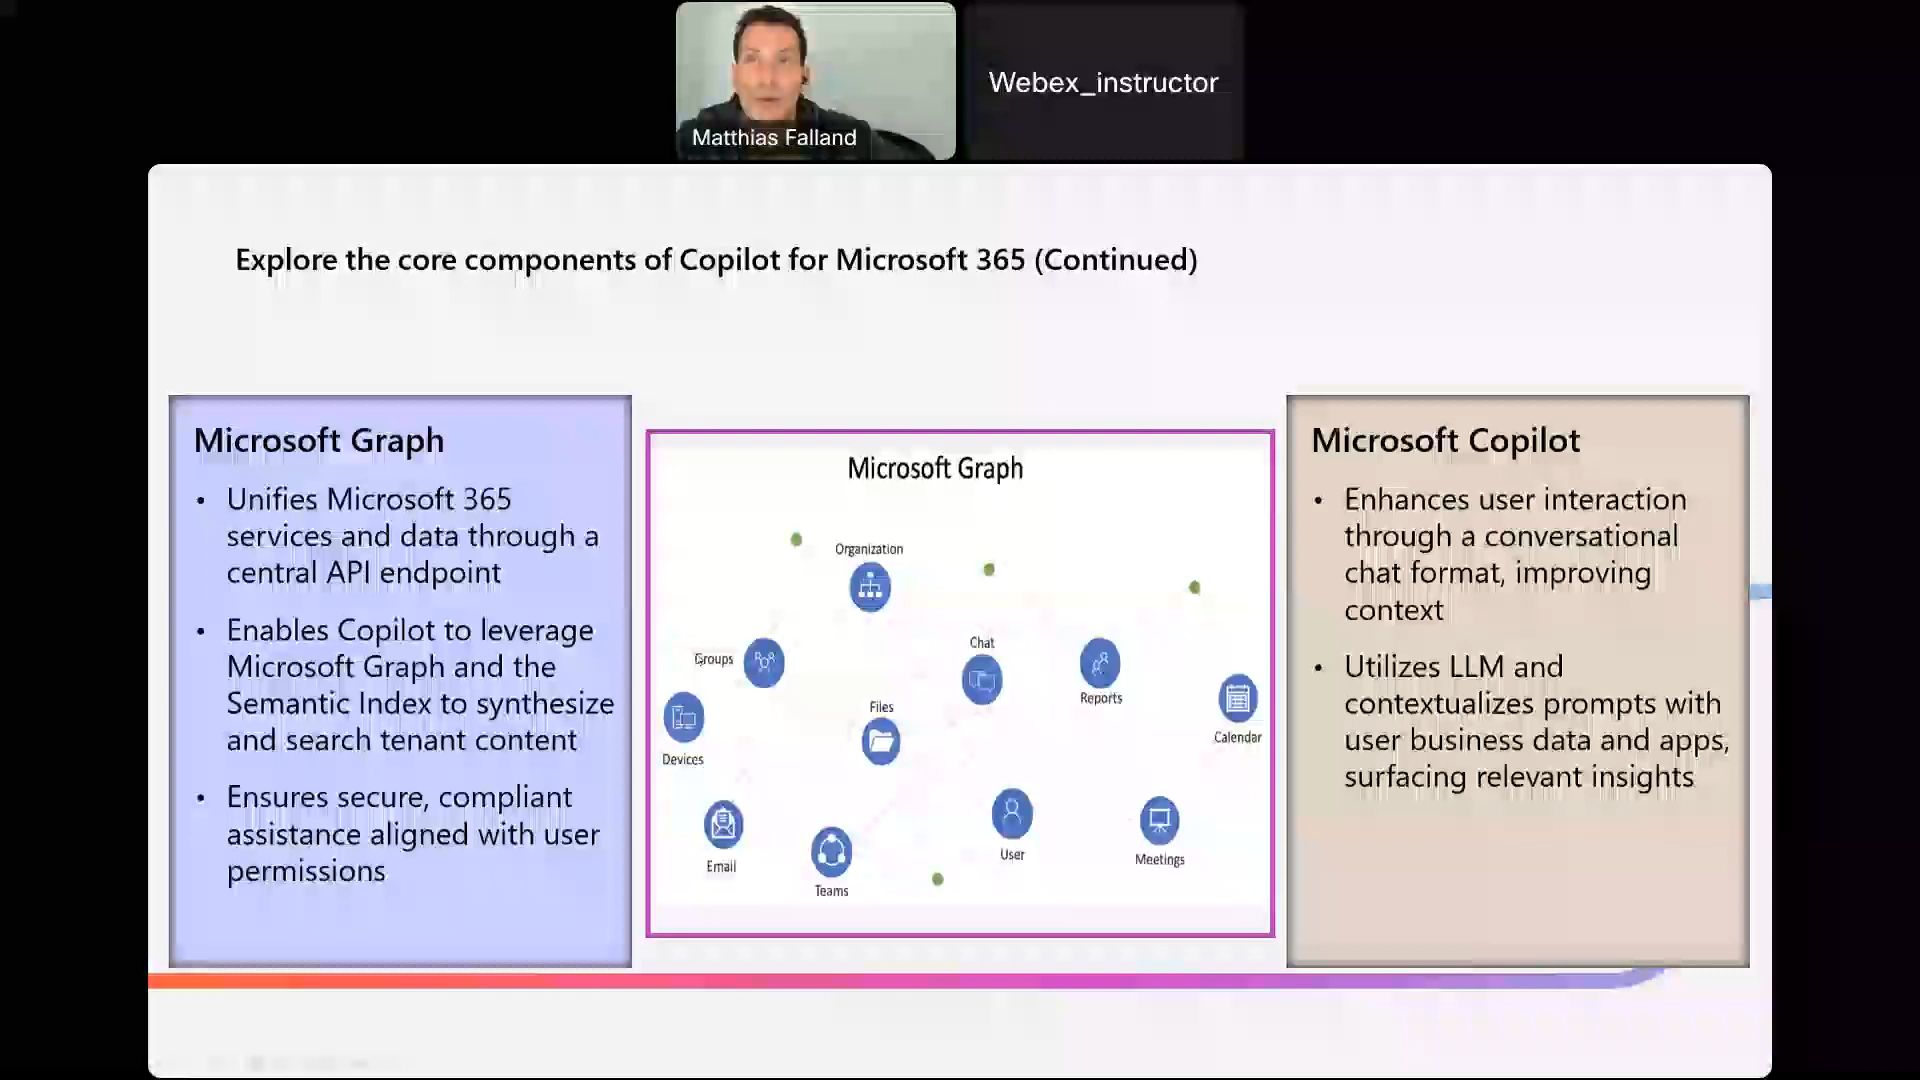 Matthias Falland
Webex_instructor
Explore the core components of Copilot for Microsoft 365 (Continued)
Microsoft Graph
• Unifies Microsoft 365
services and data through a
central API endpoint
• Enables Copilot to leverage
Microsoft Graph and the
Semantic Index to synthesize
and search tenant content
• Ensures secure, compliant
assistance aligned with user
permissions
Microsoft Graph
Organization
Groups
Chat
Reports
Files
Calendar
Devices
User
Meetings
Email
Teams
Microsoft Copilot
• Enhances user interaction
through a conversational
chat format, improving
context
• Utilizes LLM and
contextualizes prompts with
user business data and apps,
surfacing relevant insights